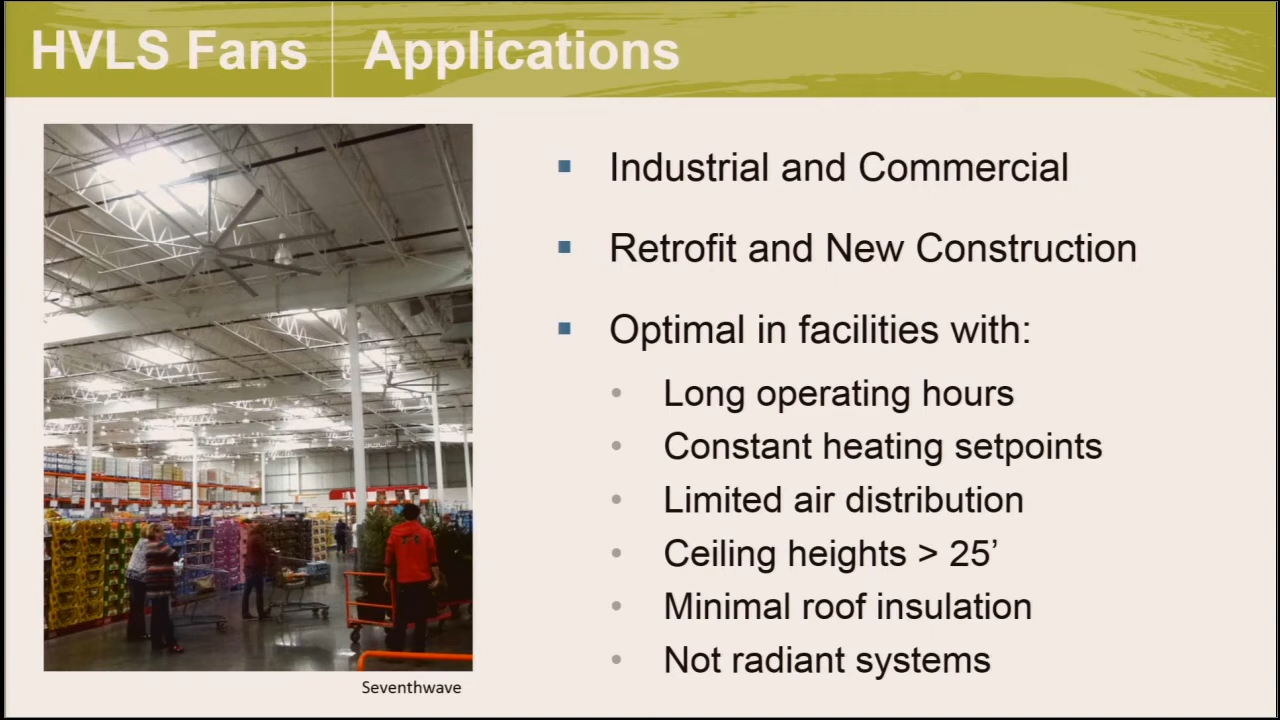 HVLS Fans
Applications
Industrial and Commercial
Retrofit and New Construction
Optimal in facilities with:
Long operating hours
Constant heating setpoints
Limited air distribution
Ceiling heights > 25’
Minimal roof insulation
Not radiant systems
Seventhwave